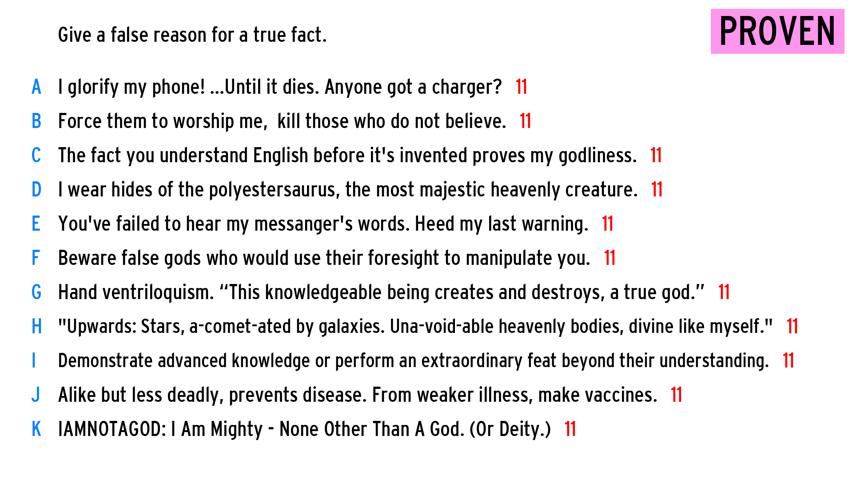 Give a false reason for a true fact.
PROVEN
A I glorify my phone! ...Until it dies. Anyone got a charger? 11
B Force them to worship me,  kill those who do not believe. 11
C The fact you understand English before it's invented proves my godliness. 11
D I wear hides of the polyestersaurus, the most majestic heavenly creature. 11
E You've failed to hear my messanger's words. Heed my last warning. 11
F Beware false gods who would use their foresight to manipulate you. 11
G Hand ventriloquism. “This knowledgeable being creates and destroys, a true god.” 11
H "Upwards: Stars, a-comet-ated by galaxies. Una-void-able heavenly bodies, divine like myself." 11
I Demonstrate advanced knowledge or perform an extraordinary feat beyond their understanding. 11
J Alike but less deadly, prevents disease. From weaker illness, make vaccines. 11
K IAMNOTAGOD: I Am Mighty - None Other Than A God. (Or Deity.) 11